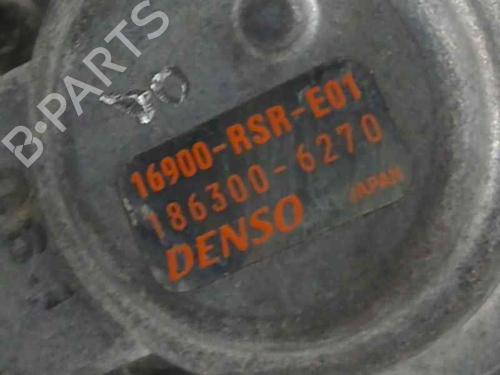 B-PARTS
16900-RSR-E01
186300-6270
DENSO JAPAN